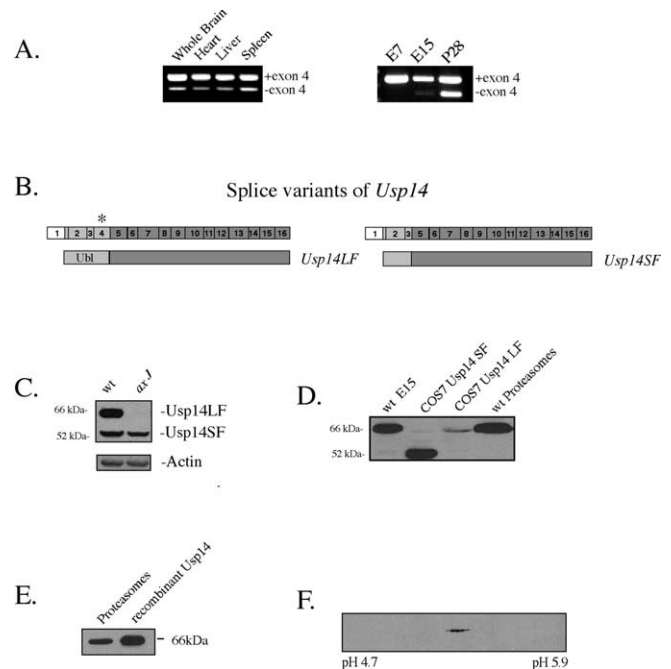 A.
Whole Brain
Heart
Liver
Spleen
+exon 4
-exon 4
E7
E15
P28
+exon 4
-exon 4
B.
Splice variants of Usp14
*
1 2 3 4 5 6 7 8 9 10 11 12 13 14 15 16
Ubl
Usp14LF
1 2 3 5 6 7 8 9 10 11 12 13 14 15 16
Usp14SF
C.
wt
ax J
66 kDa-
-Usp14LF
52 kDa-
-Usp14SF
-Actin
D.
wt E15
COS7 Usp14 SF
COS7 Usp14 LF
wt Proteasomes
66 kDa-
52 kDa-
E.
Proteasomes
recombinant Usp14
– 66kDa
F.
pH 4.7
pH 5.9